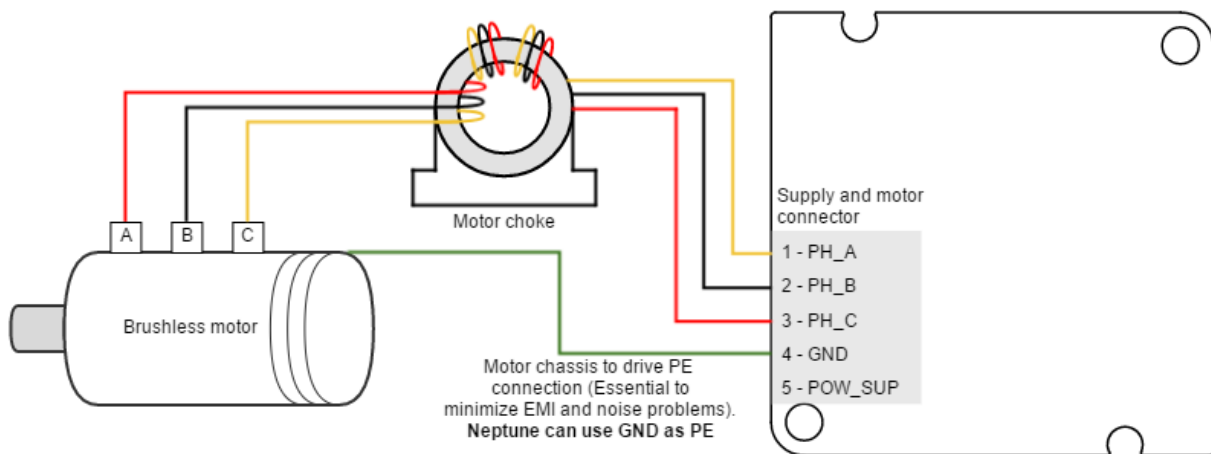 Motor choke
Supply and motor
connector
A
B
C
1 - PH_A
2 - PH_B
3 - PH_C
4 - GND
5 - POW_SUP
Brushless motor
Motor chassis to drive PE
connection (Essential to
minimize EMI and noise problems).
Neptune can use GND as PE